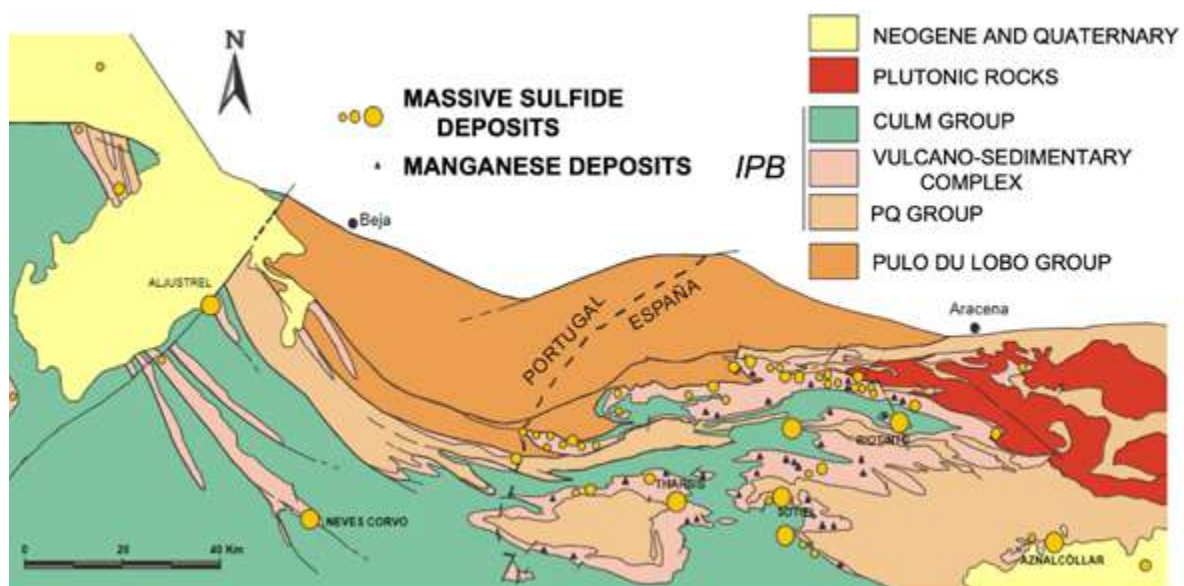 N
MASSIVE SULFIDE
DEPOSITS
MANGANESE DEPOSITS
IPB
NEOGENE AND QUATERNARY
PLUTONIC ROCKS
CULM GROUP
VULCANO-SEDIMENTARY
COMPLEX
PQ GROUP
PULO DU LOBO GROUP
Beja
ALJUSTREL
PORTUGAL
ESPAÑA
Aracena
RIOTINTO
THARSIS
SOTIEL
NEVES CORVO
AZNALCÓLLAR
0 20 40 Km